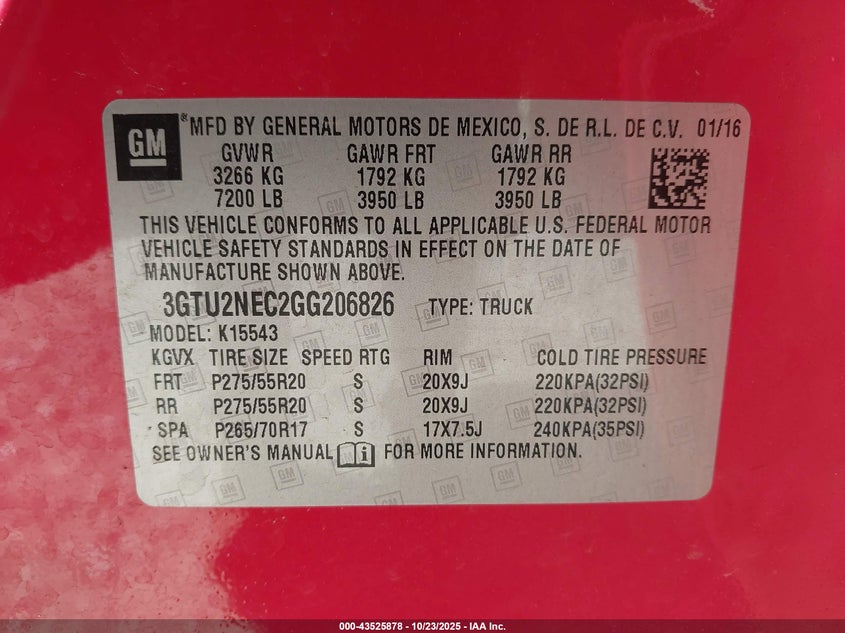 GM
® MFD BY GENERAL MOTORS DE MEXICO, S. DE R.L. DE C.V. 01/16
GVWR GAWR FRT GAWR RR
3266 KG 1792 KG 1792 KG
7200 LB 3950 LB 3950 LB
THIS VEHICLE CONFORMS TO ALL APPLICABLE U.S. FEDERAL MOTOR
VEHICLE SAFETY STANDARDS IN EFFECT ON THE DATE OF
MANUFACTURE SHOWN ABOVE.
3GTU2NEC2GG206826 TYPE: TRUCK
MODEL: K15543
KGVX TIRE SIZE SPEED RTG RIM COLD TIRE PRESSURE
FRT P275/55R20 S 20X9J 220KPA(32PSI)
RR P275/55R20 S 20X9J 220KPA(32PSI)
SPA P265/70R17 S 17X7.5J 240KPA(35PSI)
SEE OWNER'S MANUAL i FOR MORE INFORMATION.
000-43525878 - 10/23/2025 - IAA Inc.